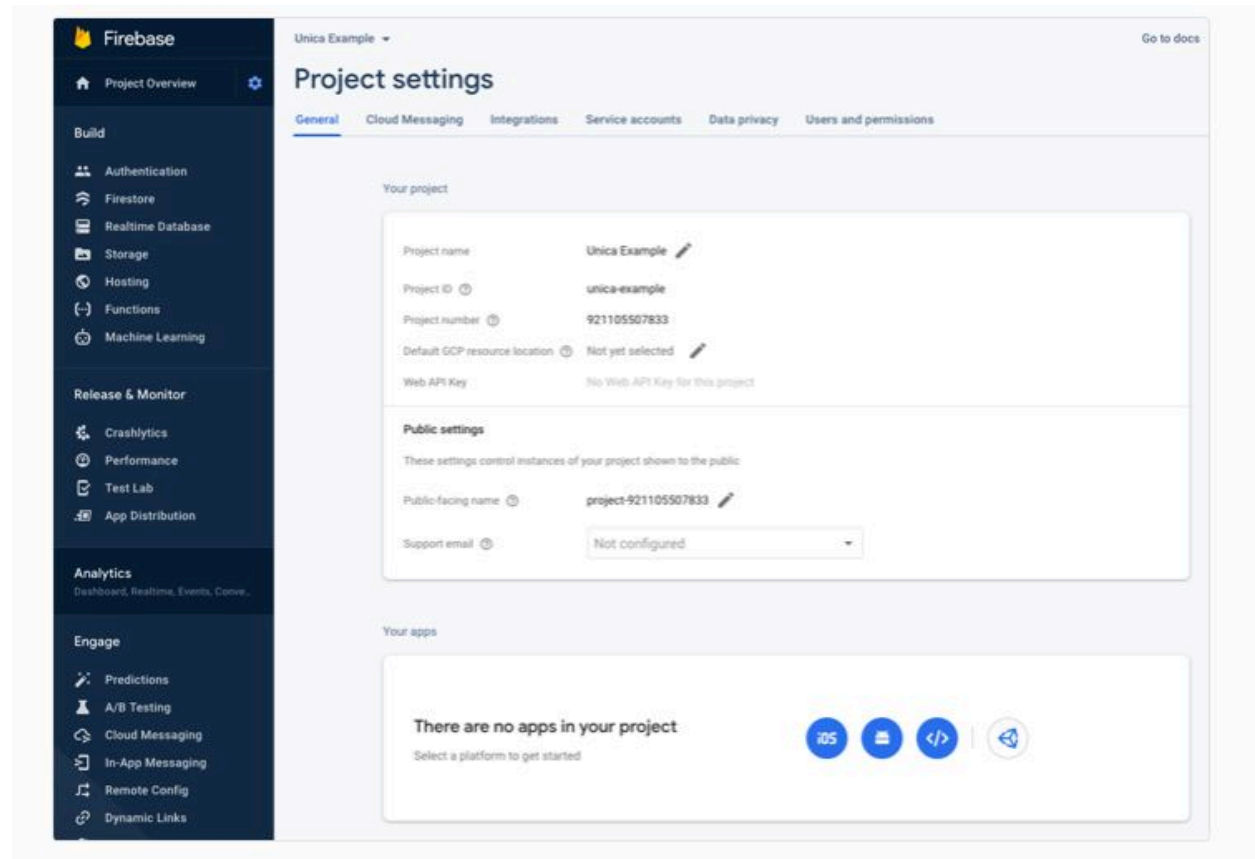 Firebase
Project Overview
Build
Authentication
Firestore
Realtime Database
Storage
Hosting
Functions
Machine Learning
Release & Monitor
Crashlytics
Performance
Test Lab
App Distribution
Analytics
Dashboard, Realtime, Events, Conve..
Engage
Predictions
A/B Testing
Cloud Messaging
In-App Messaging
Remote Config
Dynamic Links
Unica Example
Go to docs
Project settings
General Cloud Messaging Integrations Service accounts Data privacy Users and permissions
Your project
Project name Unica Example
Project ID unica-example
Project number 921105507833
Default GCP resource location Not yet selected
Web API Key No Web API Key for this project
Public settings
These settings control instances of your project shown to the public
Public-facing name project-921105507833
Support email Not configured
Your apps
There are no apps in your project
Select a platform to get started
iOS